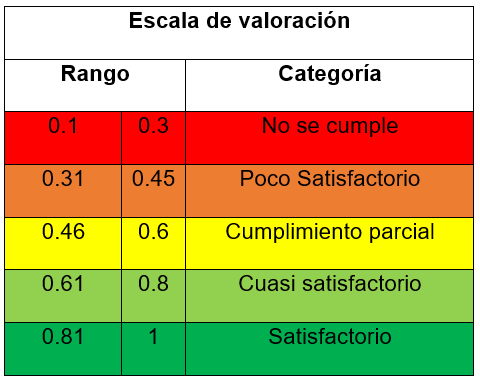 Escala de valoración
Rango Categoría
0.1 0.3 No se cumple
0.31 0.45 Poco Satisfactorio
0.46 0.6 Cumplimiento parcial
0.61 0.8 Cuasi satisfactorio
0.81 1 Satisfactorio